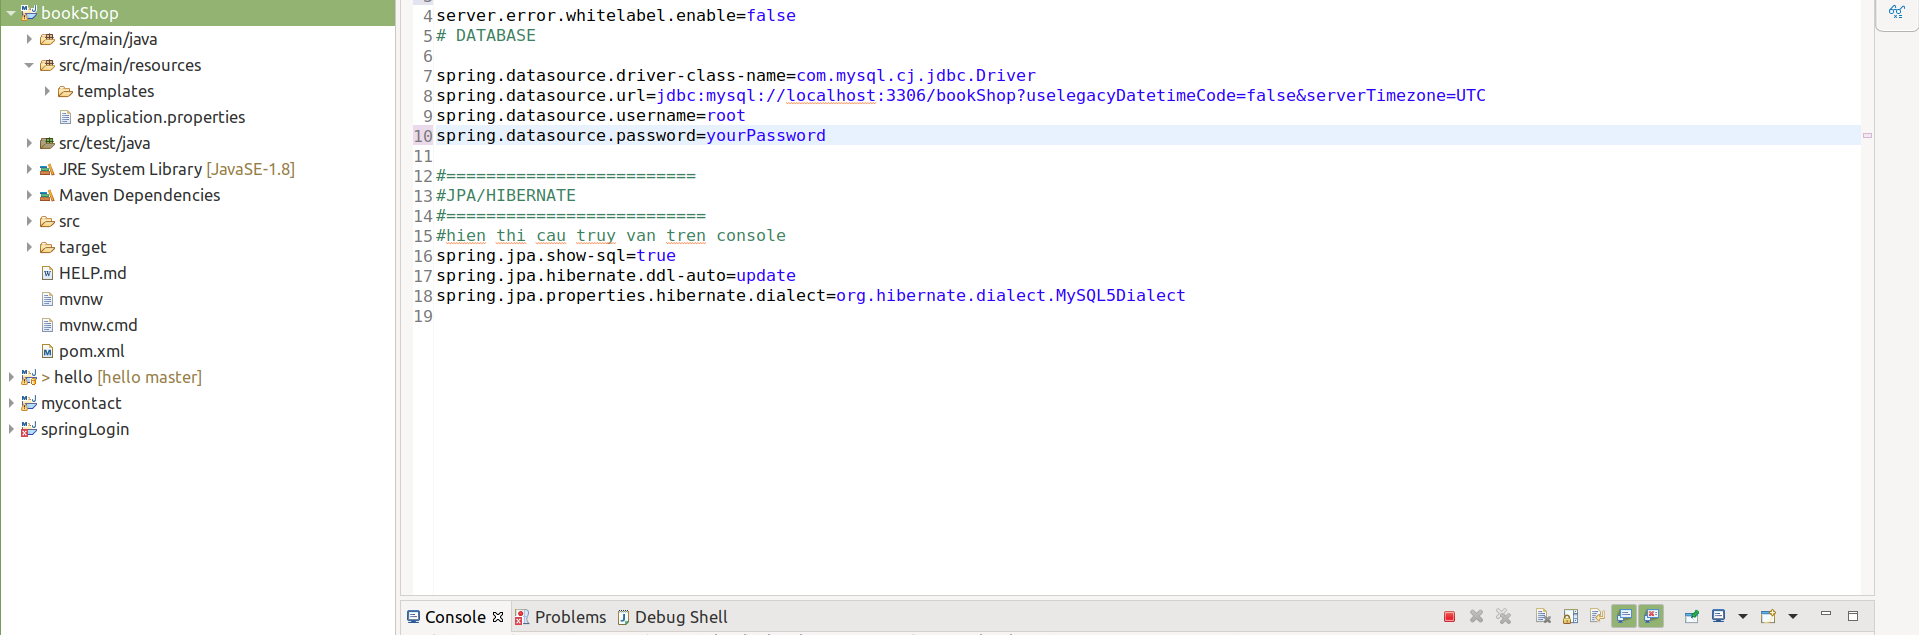 bookShop
src/main/java
src/main/resources
templates
application.properties
src/test/java
JRE System Library [JavaSE-1.8]
Maven Dependencies
src
target
HELP.md
mvnw
mvnw.cmd
pom.xml
> hello [hello master]
mycontact
springLogin
4 server.error.whitelabel.enable=false
5 # DATABASE
6
7 spring.datasource.driver-class-name=com.mysql.cj.jdbc.Driver
8 spring.datasource.url=jdbc:mysql://localhost:3306/bookShop?uselegacyDatetimeCode=false&serverTimezone=UTC
9 spring.datasource.username=root
10 spring.datasource.password=yourPassword
11
12 #=========================
13 #JPA/HIBERNATE
14 #==========================
15 #hien thi cau truy van tren console
16 spring.jpa.show-sql=true
17 spring.jpa.hibernate.ddl-auto=update
18 spring.jpa.properties.hibernate.dialect=org.hibernate.dialect.MySQL5Dialect
19
Console Problems Debug Shell